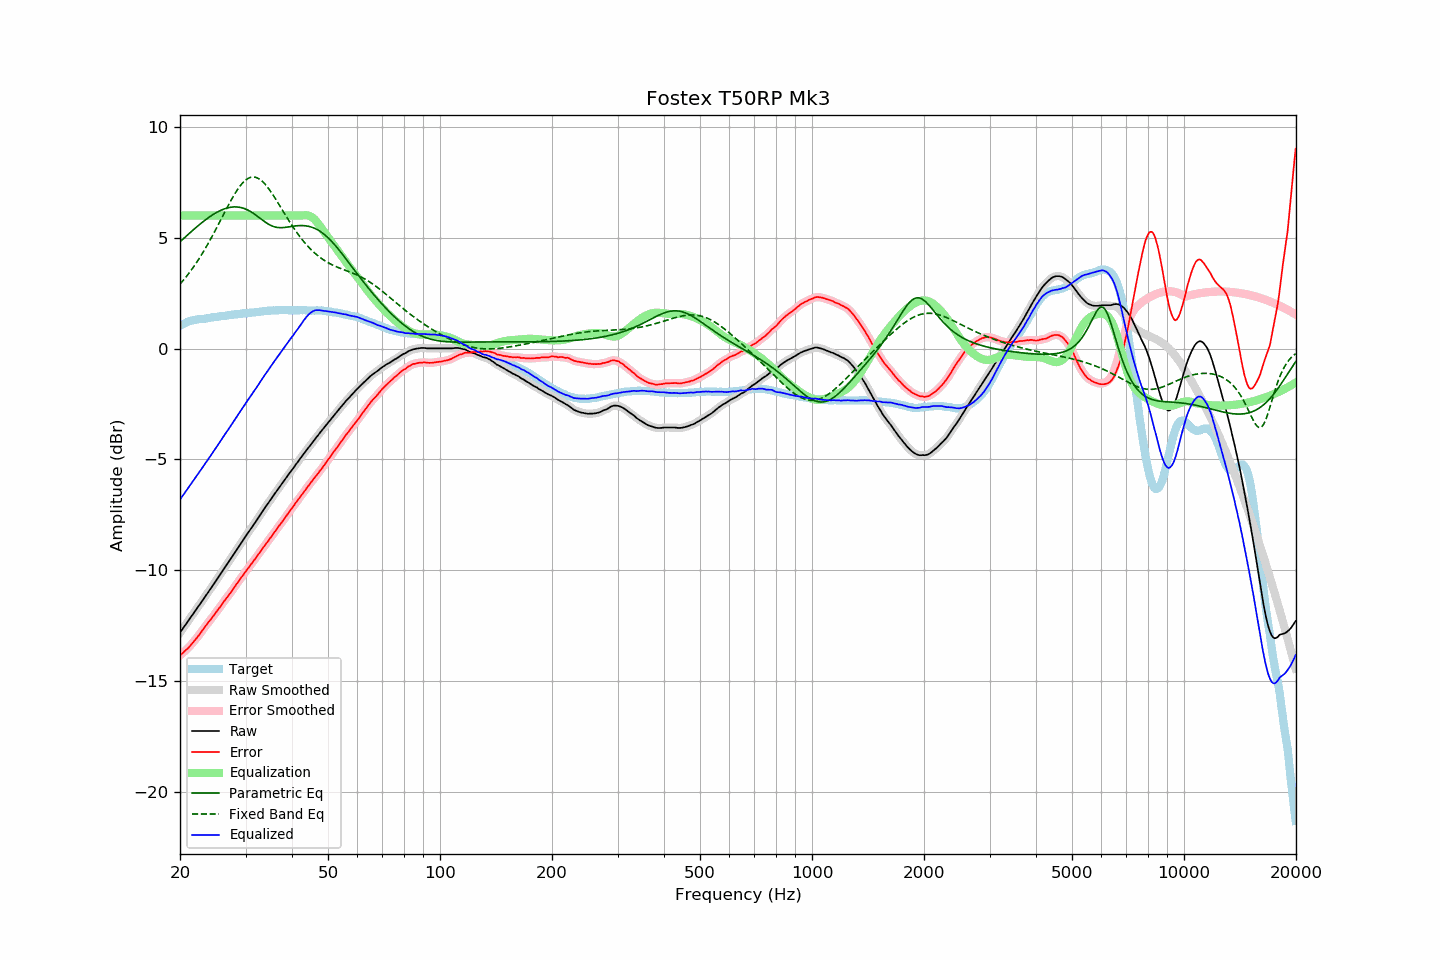 Fostex T50RP Mk3
10
5
0
−5
−10
−15
−20
Amplitude (dBr)
Target
Raw Smoothed
Error Smoothed
Raw
Error
Equalization
Parametric Eq
Fixed Band Eq
Equalized
20 50 100 200 500 1000 2000 5000 10000 20000
Frequency (Hz)